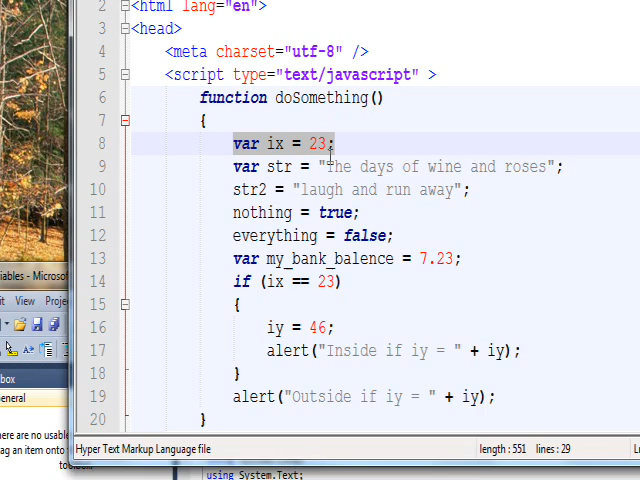 2 <html lang="en">
3 <head>
4 <meta charset="utf-8" />
5 <script type="text/javascript" >
6 function doSomething()
7 {
8 var ix = 23;
9 var str = "The days of wine and roses";
10 str2 = "laugh and run away";
11 nothing = true;
12 everything = false;
13 var my_bank_balence = 7.23;
14 if (ix == 23)
15 {
16 iy = 46;
17 alert("Inside if iy = " + iy);
18 }
19 alert("Outside if iy = " + iy);
20 }
Hyper Text Markup Language file length : 551 lines : 29
iables - Microsoft
it View Proje
box
eneral
here are no usable
ag an item onto
using System.Text;